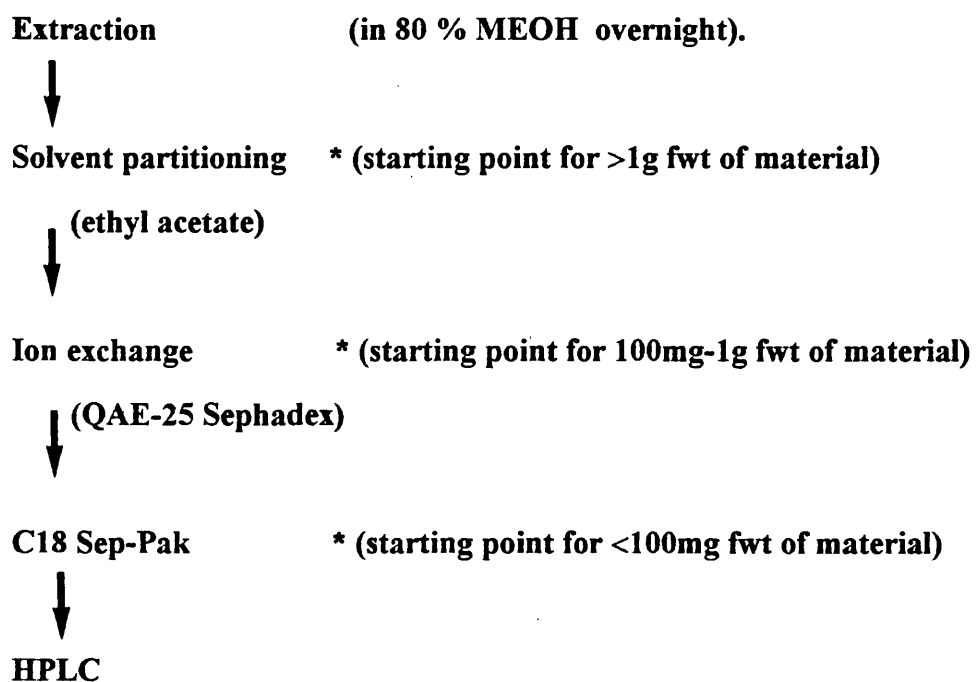 Extraction (in 80 % MEOH overnight).
Solvent partitioning * (starting point for >1g fwt of material)
(ethyl acetate)
Ion exchange * (starting point for 100mg-1g fwt of material)
(QAE-25 Sephadex)
C18 Sep-Pak * (starting point for <100mg fwt of material)
HPLC